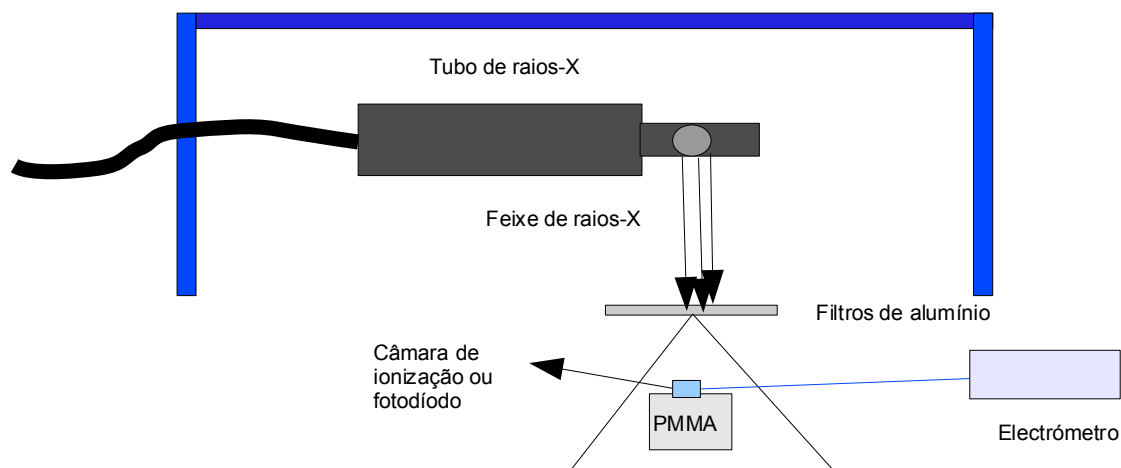 Tubo de raios-X
Feixe de raios-X
Filtros de alumínio
Câmara de
ionização ou
fotodíodo
PMMA
Electrómetro